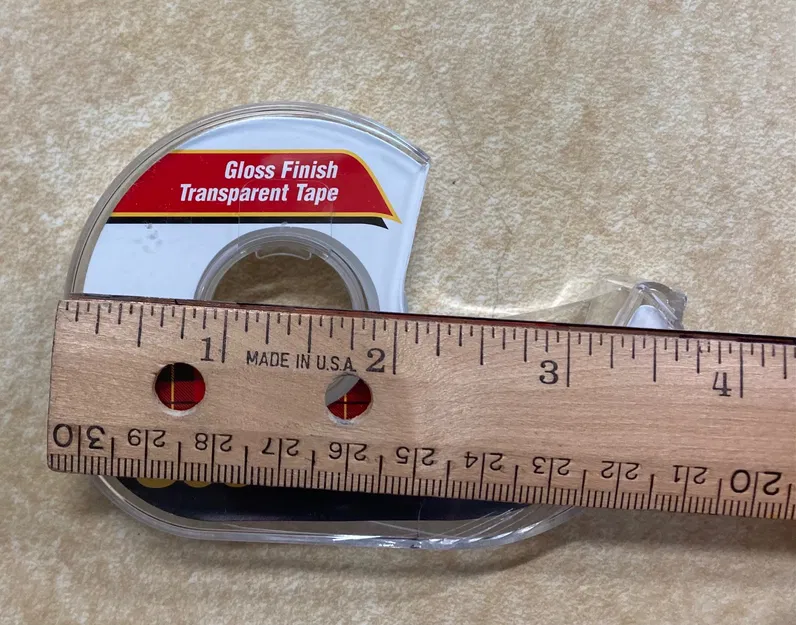 Gloss Finish
Transparent Tape
1 MADE IN U.S.A. 2 3 4
30 29 28 27 26 25 24 23 22 21 20